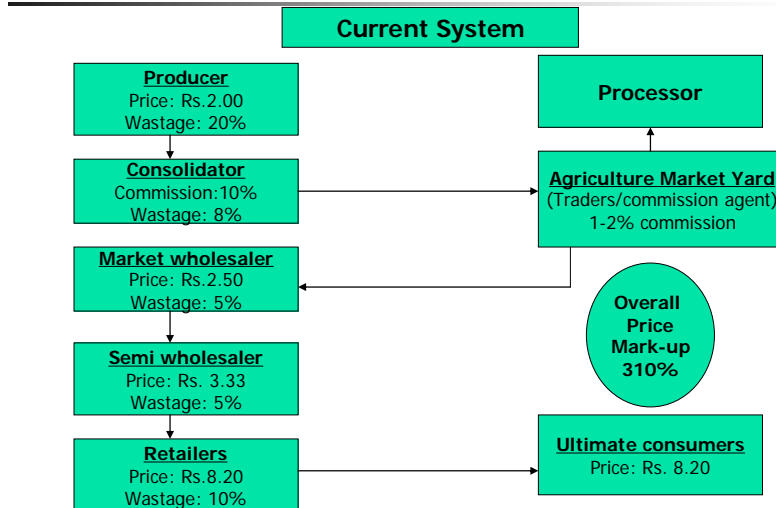 Current System
Producer
Price: Rs.2.00
Wastage: 20%
Processor
Consolidator
Commission:10%
Wastage: 8%
Agriculture Market Yard
(Traders/commission agent)
1-2% commission
Market wholesaler
Price: Rs.2.50
Wastage: 5%
Overall
Price
Mark-up
310%
Semi wholesaler
Price: Rs. 3.33
Wastage: 5%
Retailers
Price: Rs.8.20
Wastage: 10%
Ultimate consumers
Price: Rs. 8.20